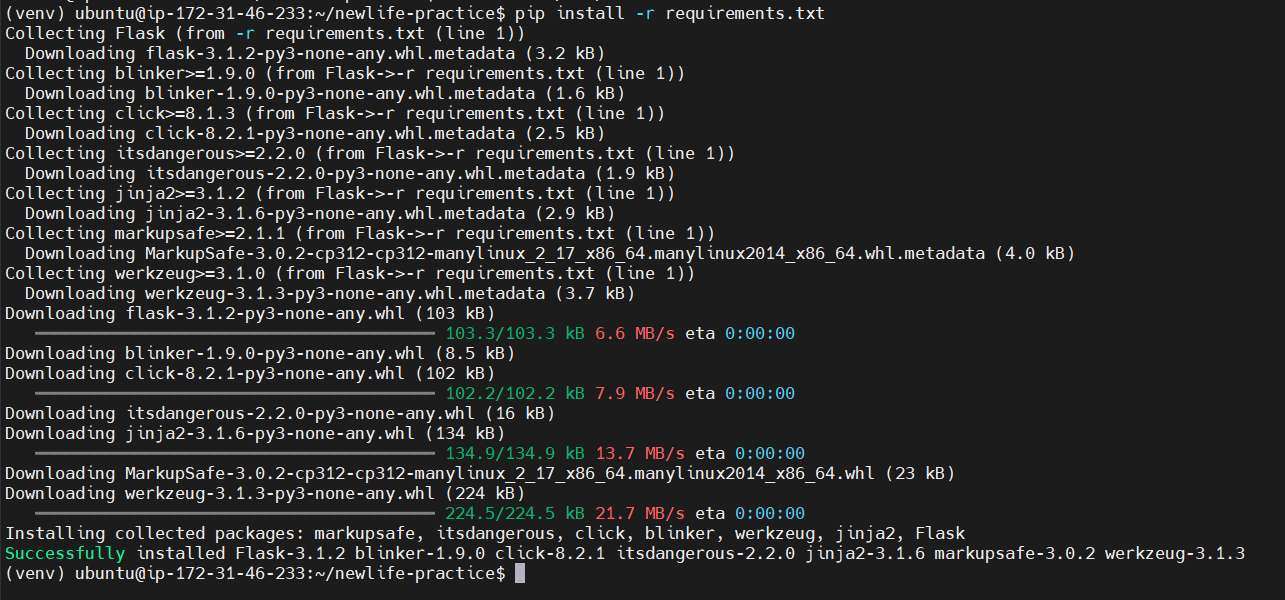 (venv) ubuntu@ip-172-31-46-233:~/newlife-practice$ pip install -r requirements.txt
Collecting Flask (from -r requirements.txt (line 1))
  Downloading flask-3.1.2-py3-none-any.whl.metadata (3.2 kB)
Collecting blinker>=1.9.0 (from Flask->-r requirements.txt (line 1))
  Downloading blinker-1.9.0-py3-none-any.whl.metadata (1.6 kB)
Collecting click>=8.1.3 (from Flask->-r requirements.txt (line 1))
  Downloading click-8.2.1-py3-none-any.whl.metadata (2.5 kB)
Collecting itsdangerous>=2.2.0 (from Flask->-r requirements.txt (line 1))
  Downloading itsdangerous-2.2.0-py3-none-any.whl.metadata (1.9 kB)
Collecting jinja2>=3.1.2 (from Flask->-r requirements.txt (line 1))
  Downloading jinja2-3.1.6-py3-none-any.whl.metadata (2.9 kB)
Collecting markupsafe>=2.1.1 (from Flask->-r requirements.txt (line 1))
  Downloading MarkupSafe-3.0.2-cp312-cp312-manylinux_2_17_x86_64.manylinux2014_x86_64.whl.metadata (4.0 kB)
Collecting werkzeug>=3.1.0 (from Flask->-r requirements.txt (line 1))
  Downloading werkzeug-3.1.3-py3-none-any.whl.metadata (3.7 kB)
Downloading flask-3.1.2-py3-none-any.whl (103 kB)
103.3/103.3 kB 6.6 MB/s eta 0:00:00
Downloading blinker-1.9.0-py3-none-any.whl (8.5 kB)
Downloading click-8.2.1-py3-none-any.whl (102 kB)
102.2/102.2 kB 7.9 MB/s eta 0:00:00
Downloading itsdangerous-2.2.0-py3-none-any.whl (16 kB)
Downloading jinja2-3.1.6-py3-none-any.whl (134 kB)
134.9/134.9 kB 13.7 MB/s eta 0:00:00
Downloading MarkupSafe-3.0.2-cp312-cp312-manylinux_2_17_x86_64.manylinux2014_x86_64.whl (23 kB)
Downloading werkzeug-3.1.3-py3-none-any.whl (224 kB)
224.5/224.5 kB 21.7 MB/s eta 0:00:00
Installing collected packages: markupsafe, itsdangerous, click, blinker, werkzeug, jinja2, Flask
Successfully installed Flask-3.1.2 blinker-1.9.0 click-8.2.1 itsdangerous-2.2.0 jinja2-3.1.6 markupsafe-3.0.2 werkzeug-3.1.3
(venv) ubuntu@ip-172-31-46-233:~/newlife-practice$